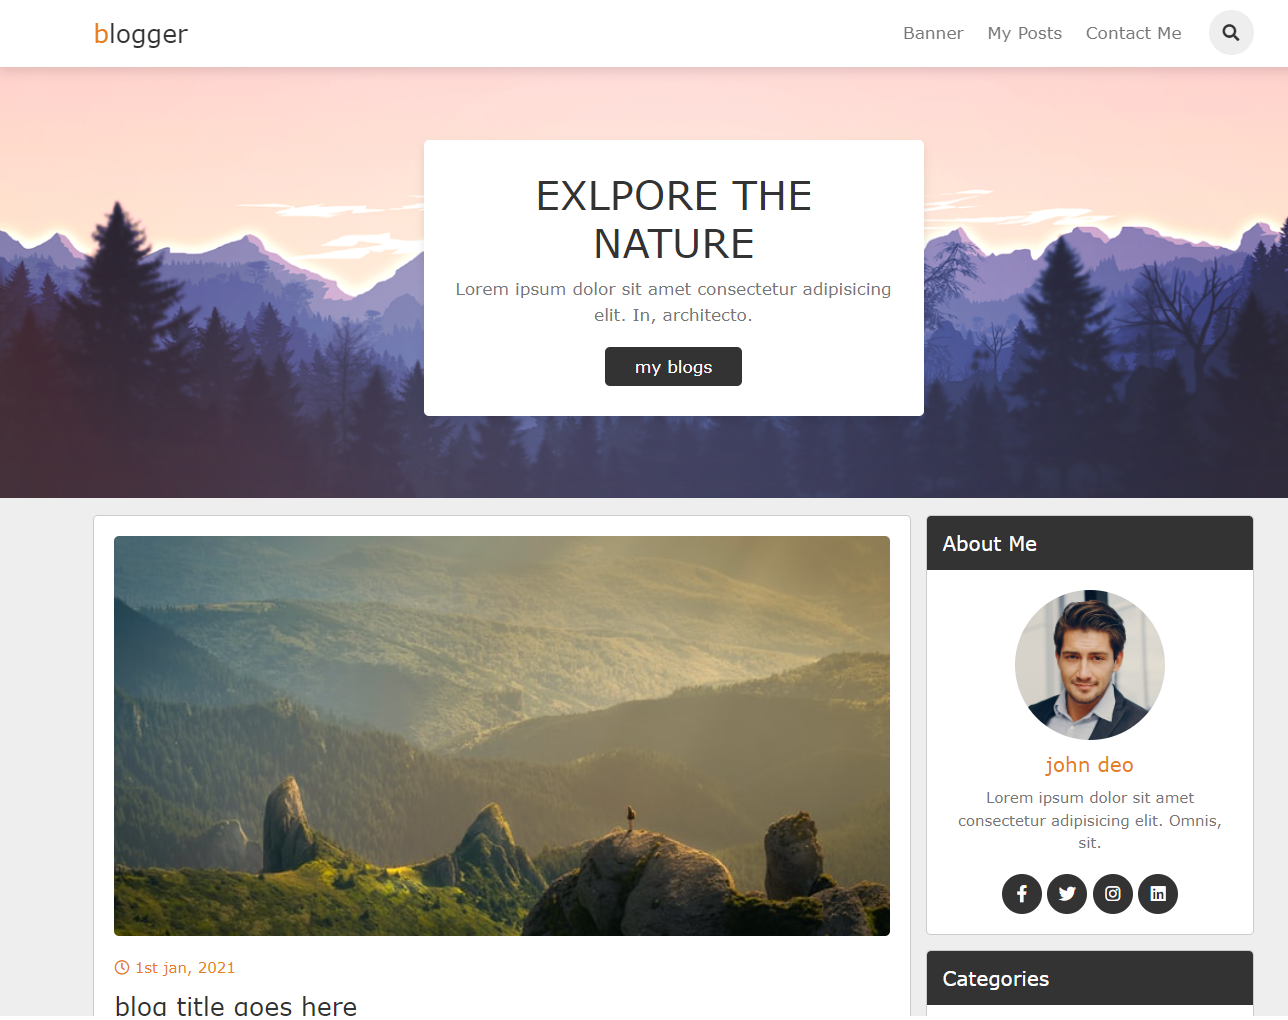 blogger
Banner My Posts Contact Me
EXLPORE THE
NATURE
Lorem ipsum dolor sit amet consectetur adipisicing
elit. In, architecto.
my blogs
1st jan, 2021
blog title goes here
About Me
john deo
Lorem ipsum dolor sit amet
consectetur adipisicing elit. Omnis,
sit.
Categories